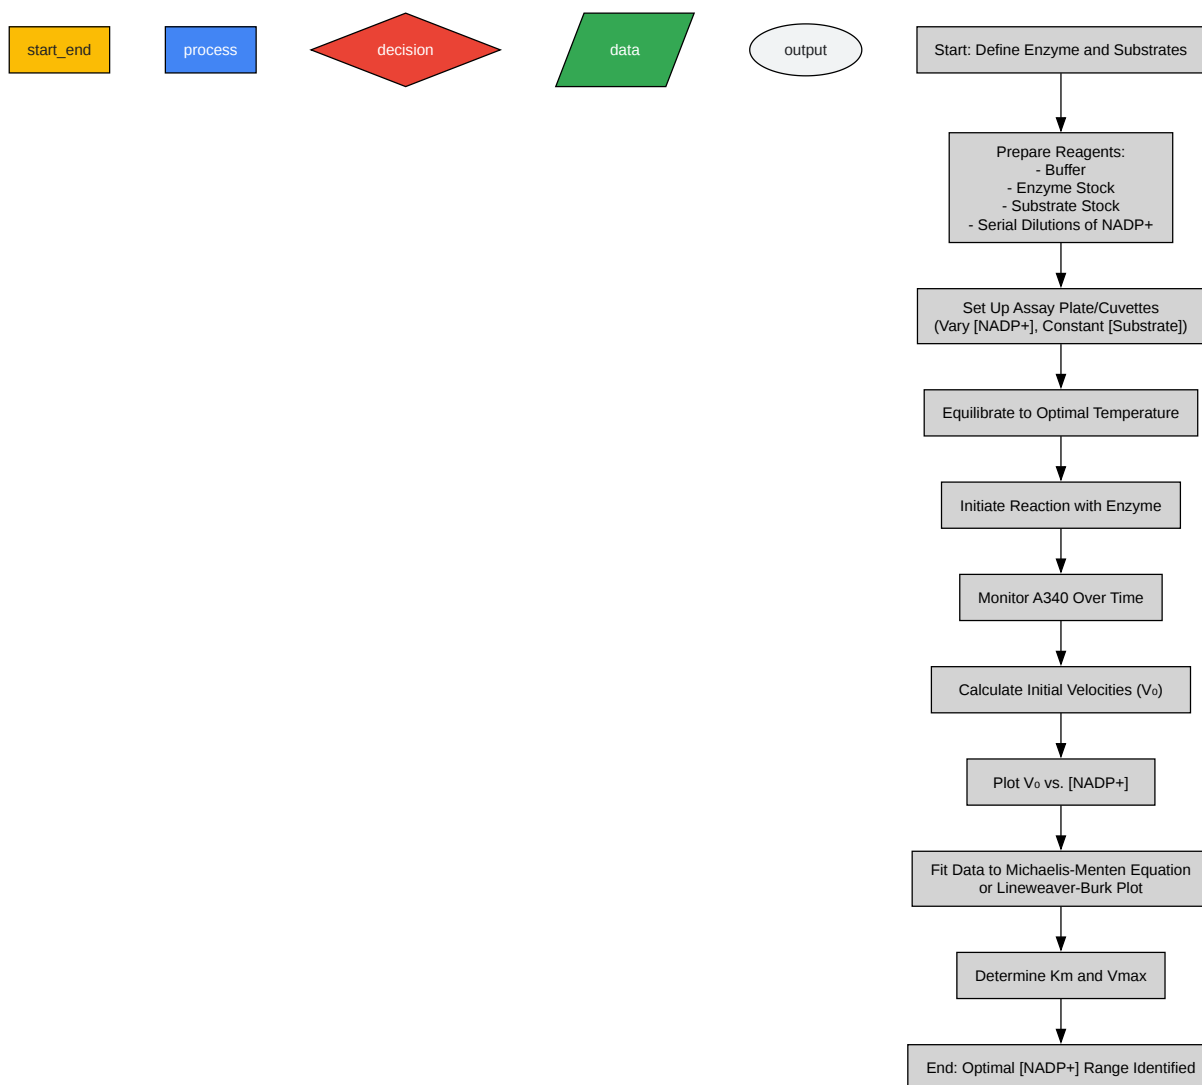 start_end
process
decision
data
output
Start: Define Enzyme and Substrates
Prepare Reagents:
- Buffer
- Enzyme Stock
- Substrate Stock
- Serial Dilutions of NADP+
Set Up Assay Plate/Cuvettes
(Vary [NADP+], Constant [Substrate])
Equilibrate to Optimal Temperature
Initiate Reaction with Enzyme
Monitor A340 Over Time
Calculate Initial Velocities (V₀)
Plot V₀ vs. [NADP+]
Fit Data to Michaelis-Menten Equation
or Lineweaver-Burk Plot
Determine Km and Vmax
End: Optimal [NADP+] Range Identified